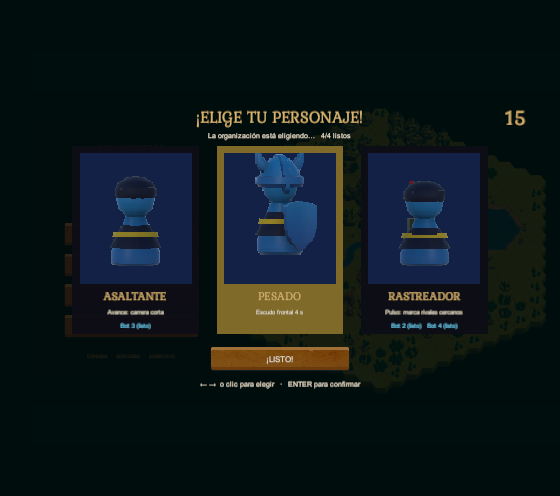 ¡ELIGE TU PERSONAJE!
15
La organización está eligiendo... 4/4 listos
ASALTANTE
Avance: carrera corta
Bot 3 (listo)
PESADO
Escudo frontal 4 s
RASTREADOR
Pulso: marca rivales cercanos
Bot 2 (listo) Bot 4 (listo)
¡LISTO!
←→ o clic para elegir · ENTER para confirmar